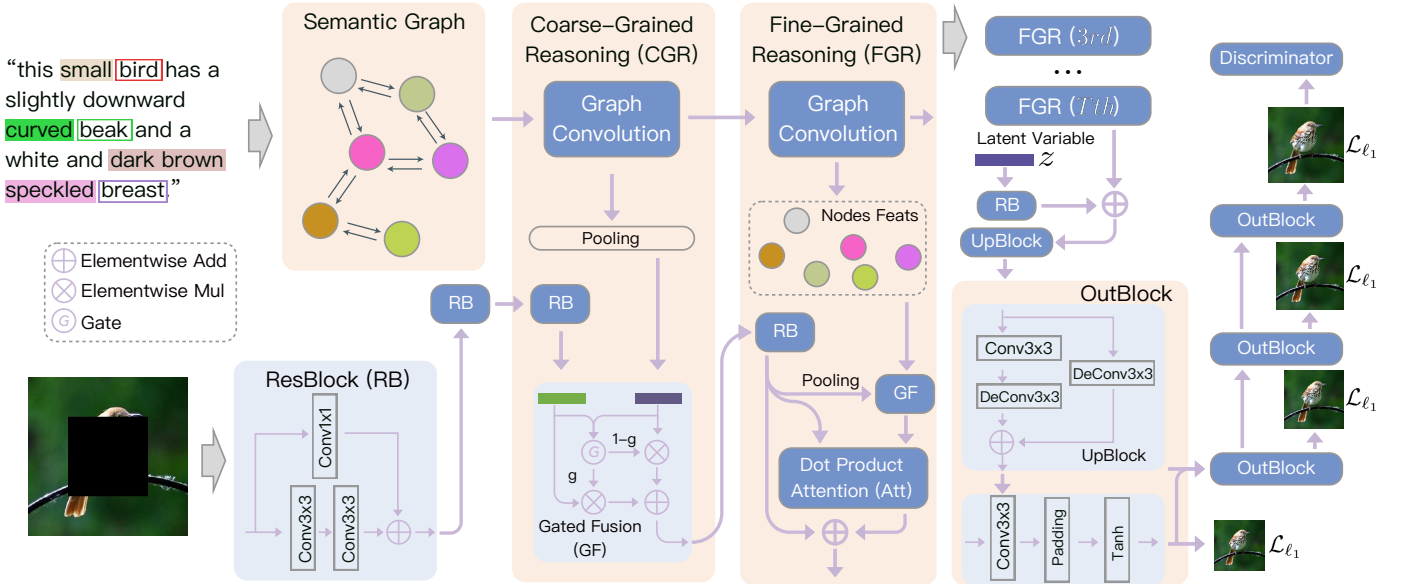 “this small bird has a
slightly downward
curved beak and a
white and dark brown
speckled breast.”
Elementwise Add
Elementwise Mul
G Gate
ResBlock (RB)
Conv1x1
Conv3x3
Conv3x3
Semantic Graph
RB
Coarse-Grained
Reasoning (CGR)
Graph
Convolution
Pooling
RB
G
1-g
g
Gated Fusion
(GF)
Fine-Grained
Reasoning (FGR)
Graph
Convolution
Nodes Feats
RB
Pooling
GF
Dot Product
Attention (Att)
FGR (3rd)
...
FGR (Tth)
Latent Variable
z
RB
UpBlock
OutBlock
Conv3x3
DeConv3x3
DeConv3x3
UpBlock
Conv3x3
Padding
Tanh
Discriminator
ℒℓ1
OutBlock
ℒℓ1
OutBlock
ℒℓ1
OutBlock
ℒℓ1